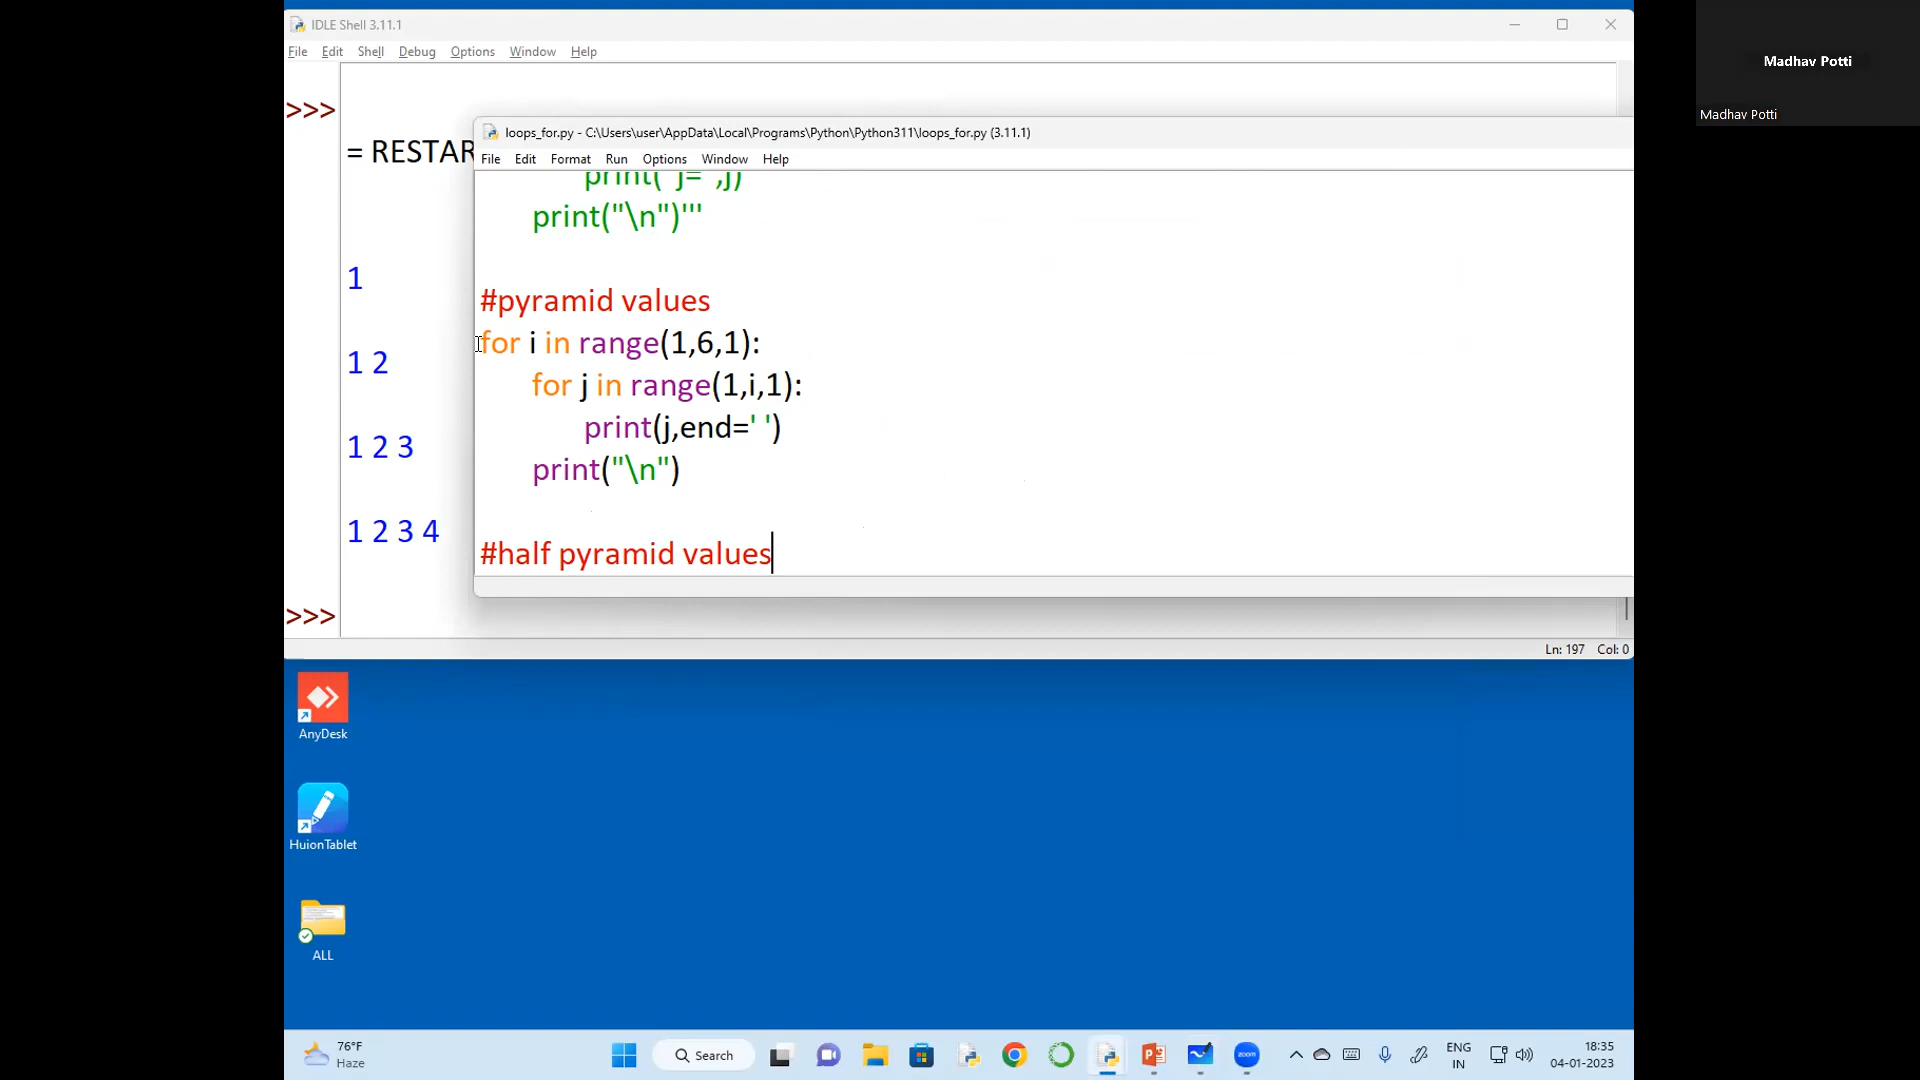 IDLE Shell 3.11.1
File Edit Shell Debug Options Window Help
>>>
= RESTAR
1
1 2
1 2 3
1 2 3 4
>>>
Ln: 197 Col: 0
loops_for.py - C:\Users\user\AppData\Local\Programs\Python\Python311\loops_for.py (3.11.1)
File Edit Format Run Options Window Help
print(" j=" ,j)
print("\n")'''
#pyramid values
for i in range(1,6,1):
for j in range(1,i,1):
print(j,end=' ')
print("\n")
#half pyramid values
Madhav Potti
Madhav Potti
AnyDesk
HuionTablet
ALL
76°F
Haze
Search
zoom
ENG
IN
18:35
04-01-2023